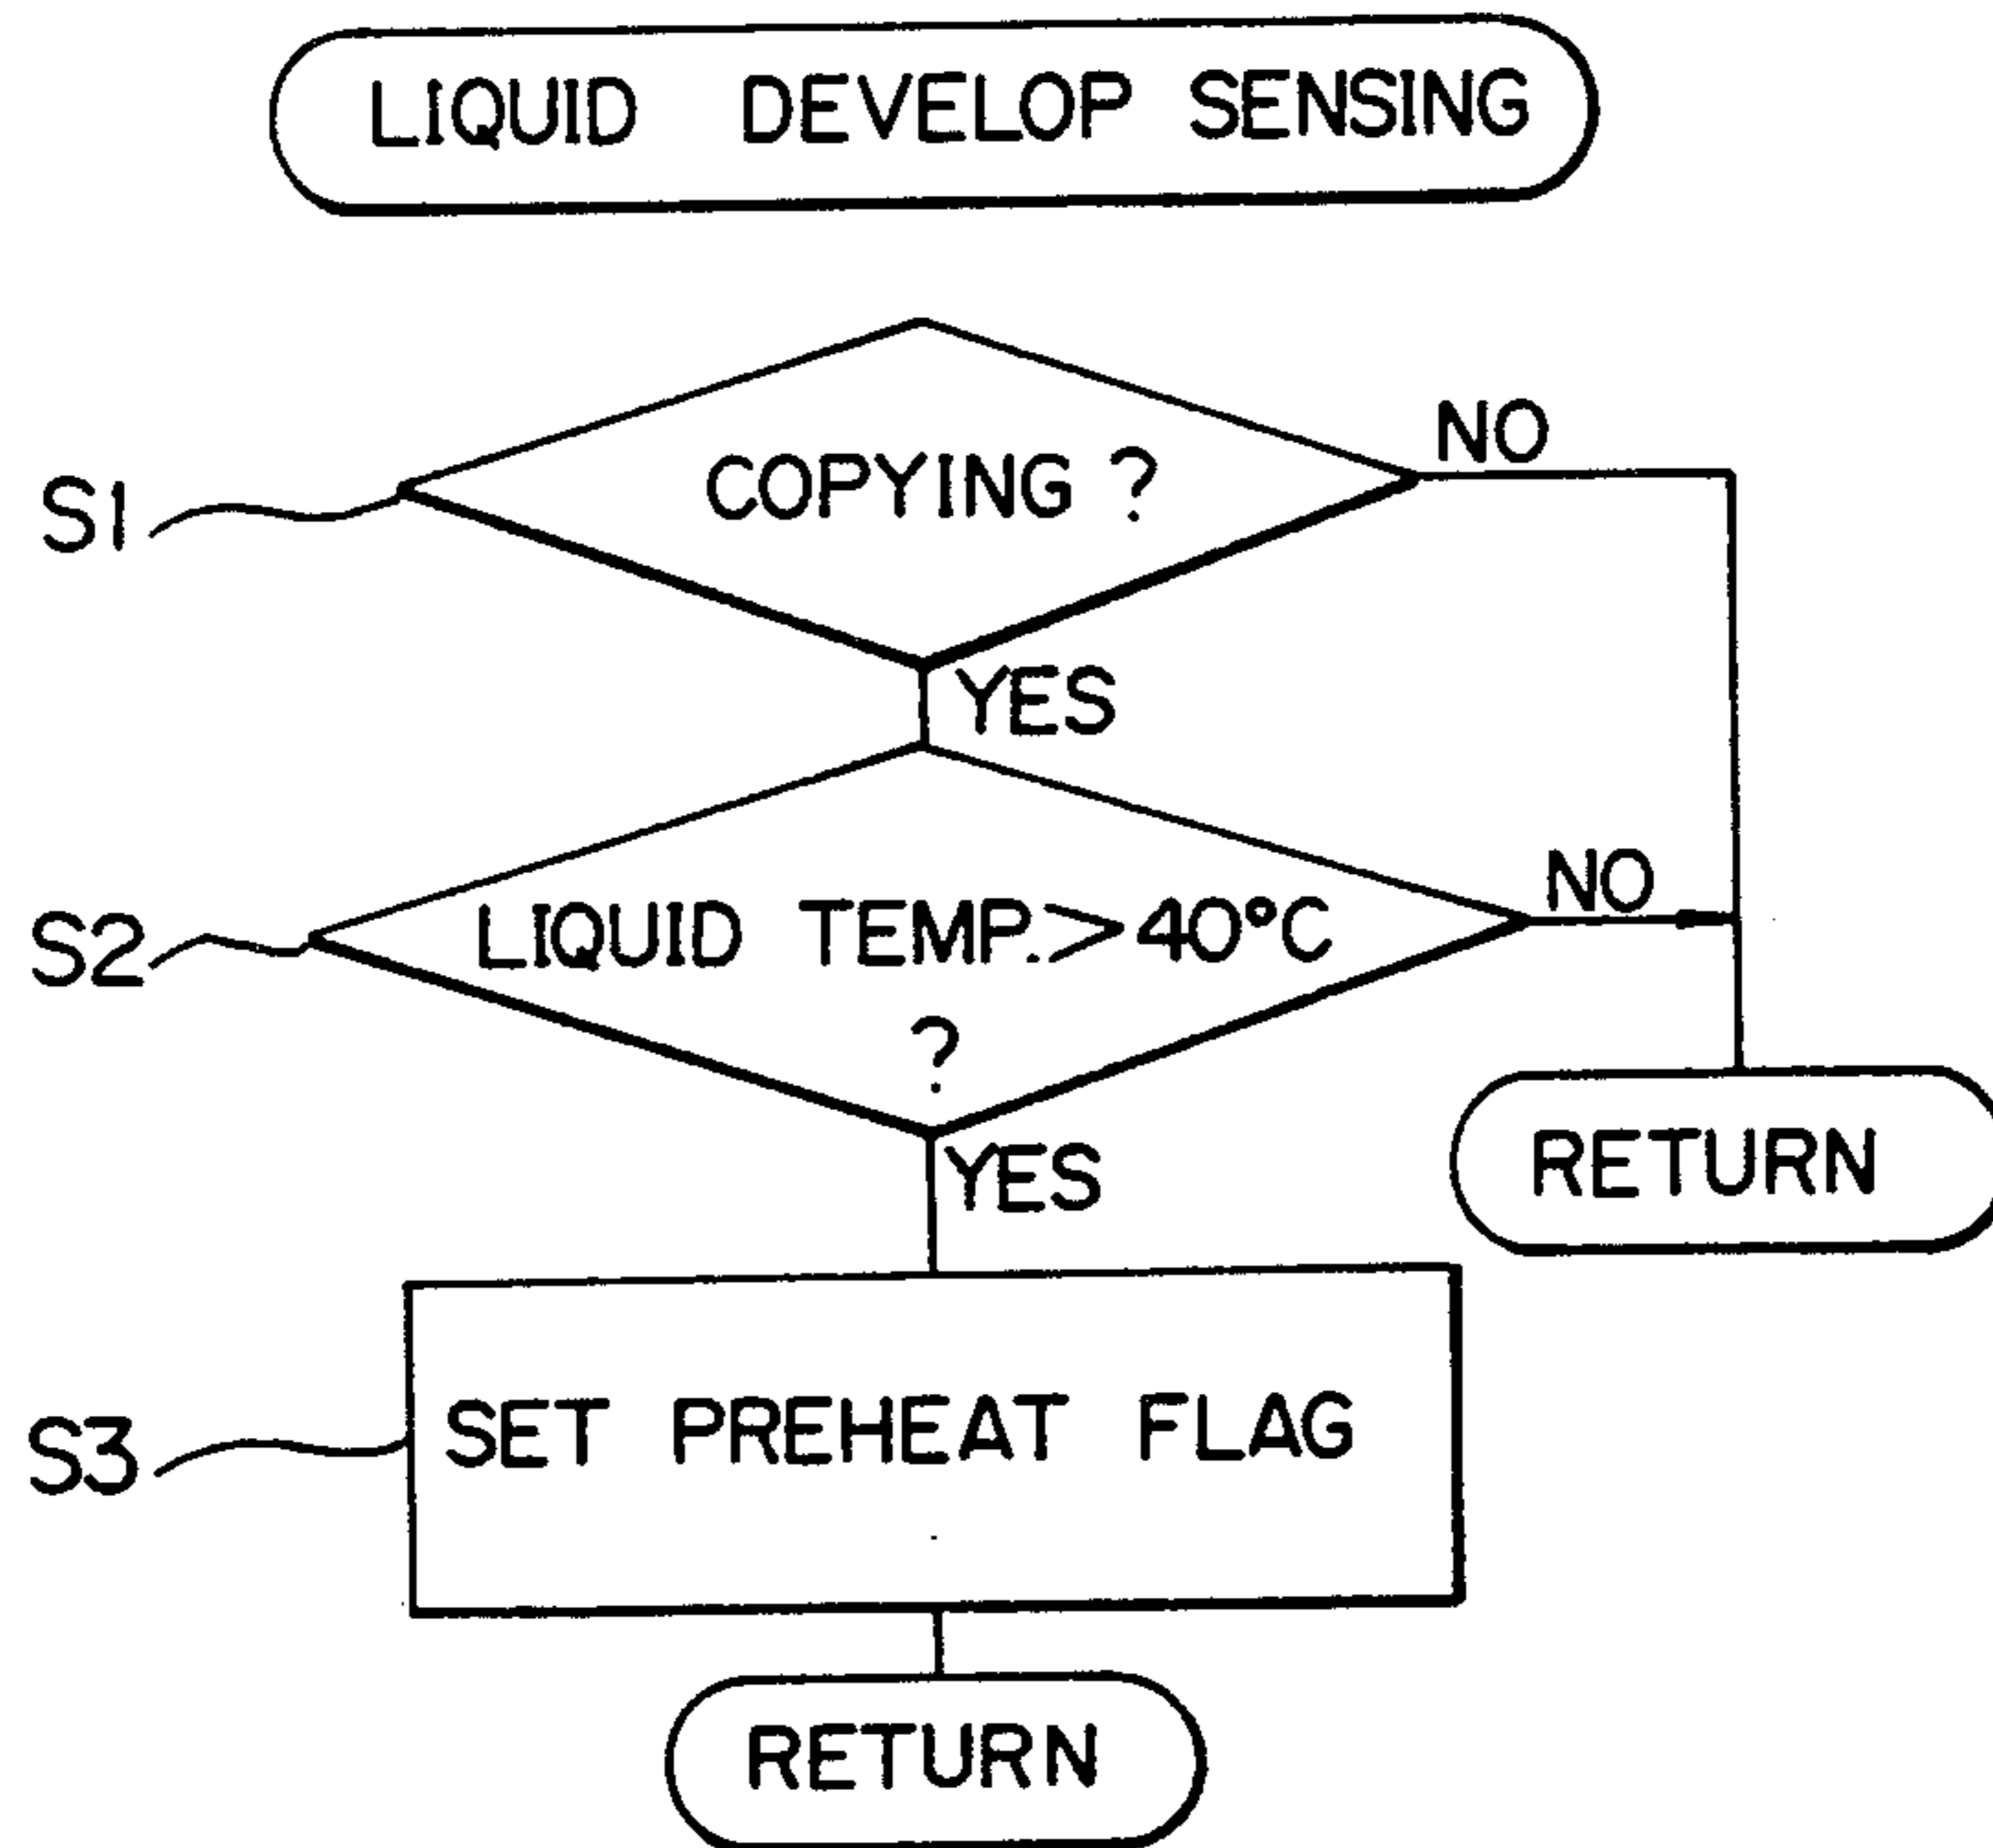 LIQUID DEVELOP SENSING
NO
S1
COPYING ?
YES
NO
S2
LIQUID TEMP.>40°C
?
YES
RETURN
S3
SET PREHEAT FLAG
RETURN